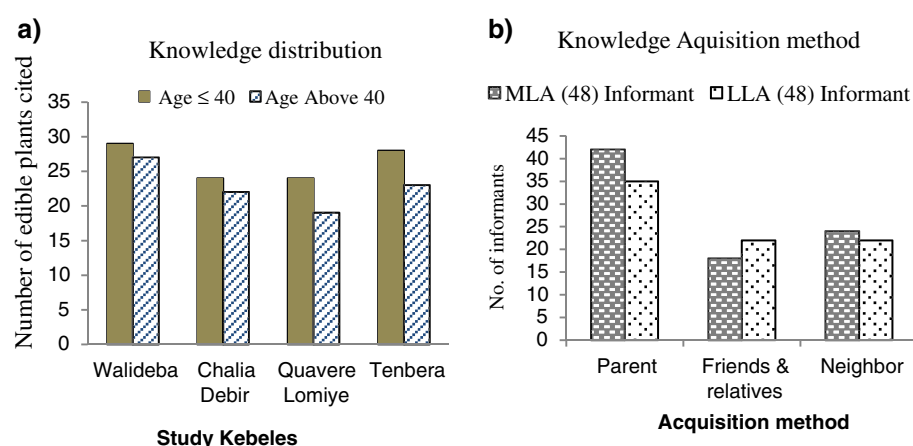 a)
Knowledge distribution
Age ≤ 40 Age Above 40
Number of edible plants cited
35
30
25
20
15
10
5
0
Walideba Chalia Debir Quavere Lomiye Tenbera
Study Kebeles
b)
Knowledge Aquisition method
MLA (48) Informant LLA (48) Informant
No. of informants
45
40
35
30
25
20
15
10
5
0
Parent Friends & relatives Neighbor
Acquisition method